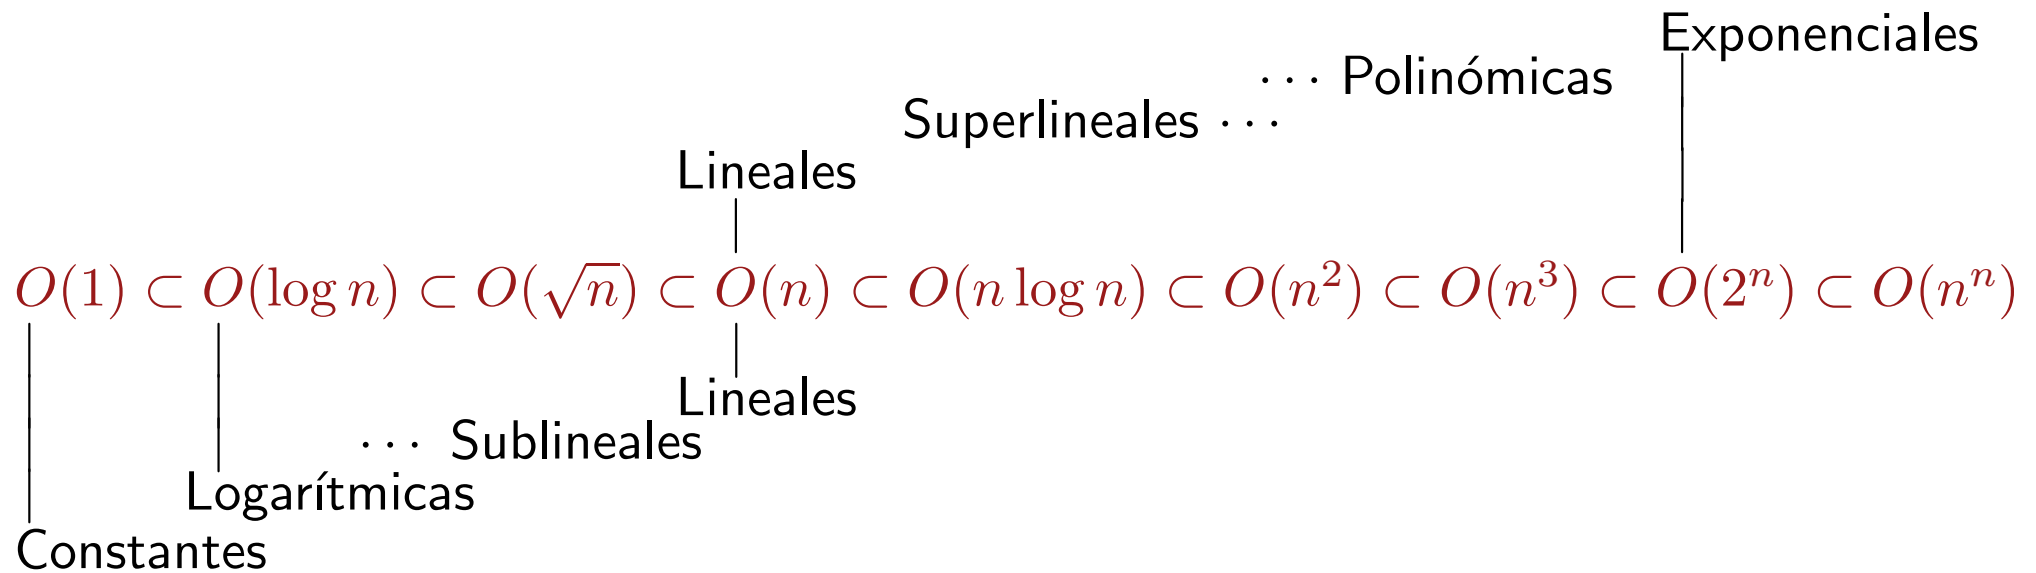 Exponenciales
··· Polinómicas
Superlineales ···
Lineales
O(1) ⊂ O(log n) ⊂ O(√n) ⊂ O(n) ⊂ O(n log n) ⊂ O(n²) ⊂ O(n³) ⊂ O(2ⁿ) ⊂ O(nⁿ)
Lineales
··· Sublineales
Logarítmicas
Constantes